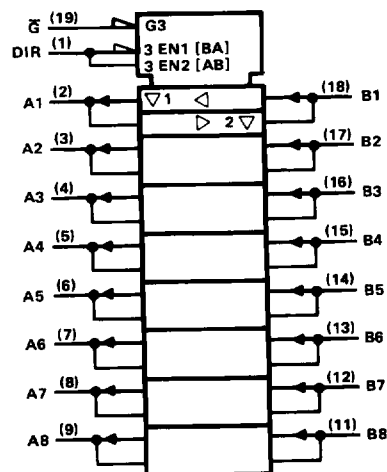 G̅ (19) G3
DIR (1) 3 EN1 [BA]
3 EN2 [AB]
A1 (2) ▽ 1 ◁ (18) B1
▷ 2 ▽
A2 (3) (17) B2
A3 (4) (16) B3
A4 (5) (15) B4
A5 (6) (14) B5
A6 (7) (13) B6
A7 (8) (12) B7
A8 (9) (11) B8